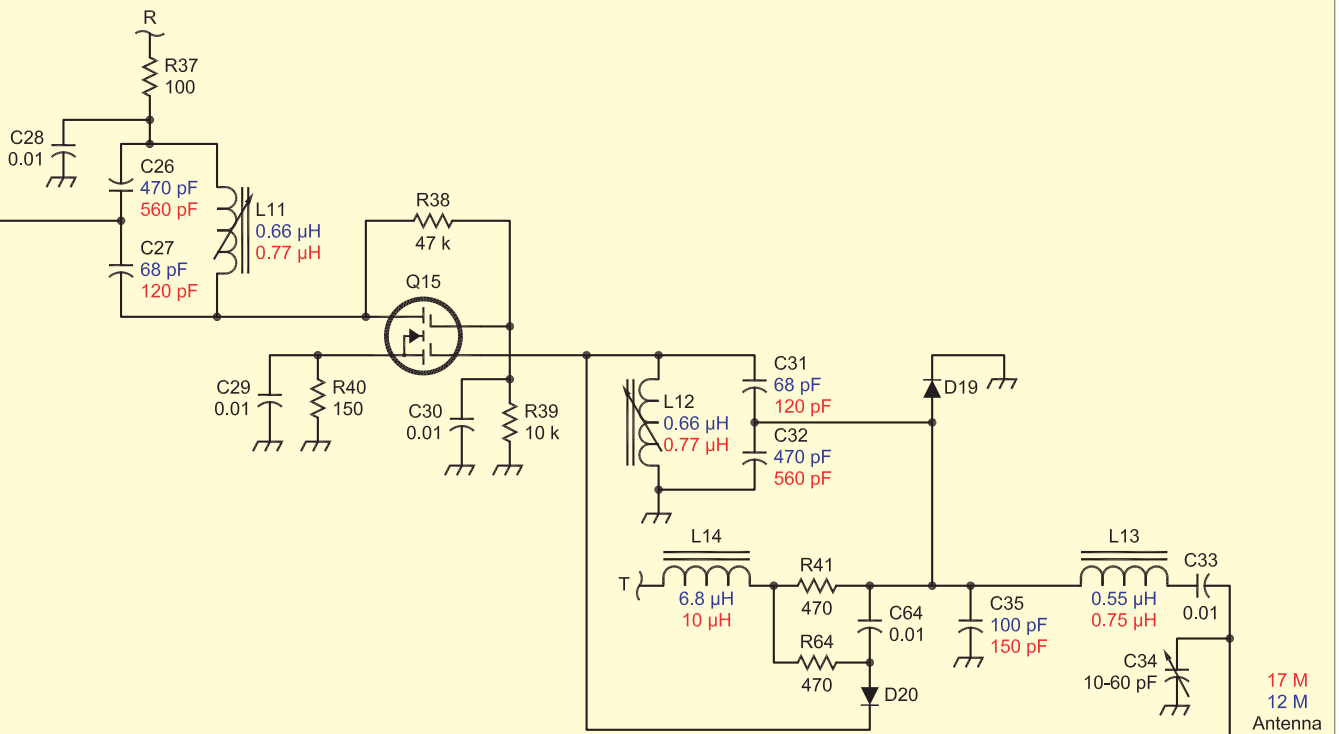 R
R37
100
C28
0.01
C26
470 pF
560 pF
L11
0.66 µH
0.77 µH
C27
68 pF
120 pF
R38
47 k
Q15
C29
0.01
R40
150
C30
0.01
R39
10 k
L12
0.66 µH
0.77 µH
C31
68 pF
120 pF
C32
470 pF
560 pF
D19
T
L14
6.8 µH
10 µH
R41
470
R64
470
C64
0.01
D20
C35
100 pF
150 pF
L13
0.55 µH
0.75 µH
C33
0.01
C34
10-60 pF
17 M
12 M
Antenna